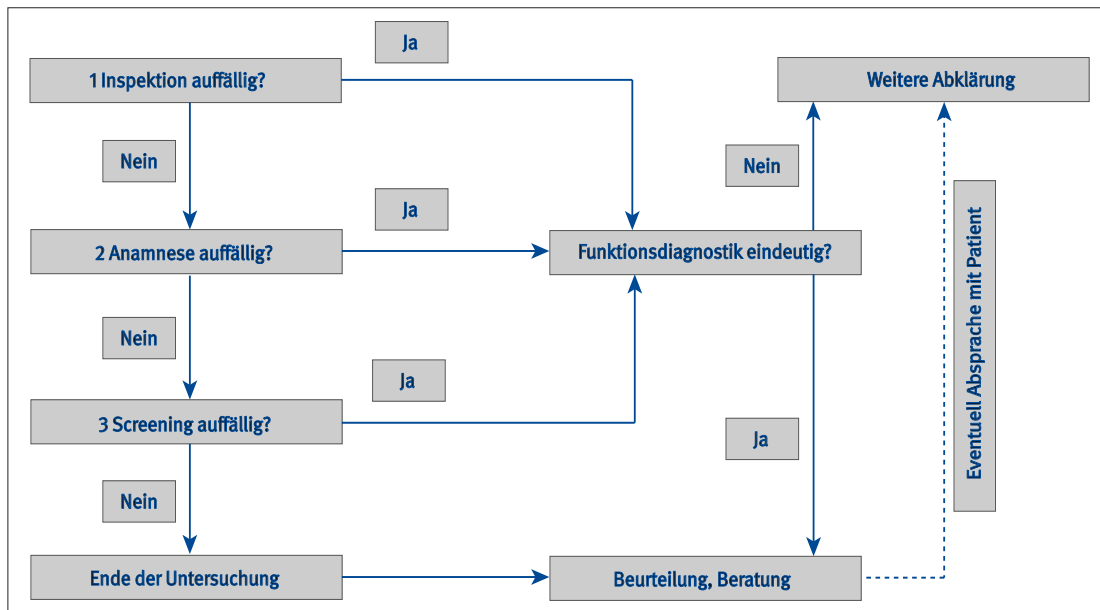 Ja
1 Inspektion auffällig?
Weitere Abklärung
Nein
Nein
Ja
2 Anamnese auffällig?
Funktionsdiagnostik eindeutig?
Eventuell Absprache mit Patient
Nein
Ja
3 Screening auffällig?
Ja
Nein
Ende der Untersuchung
Beurteilung, Beratung